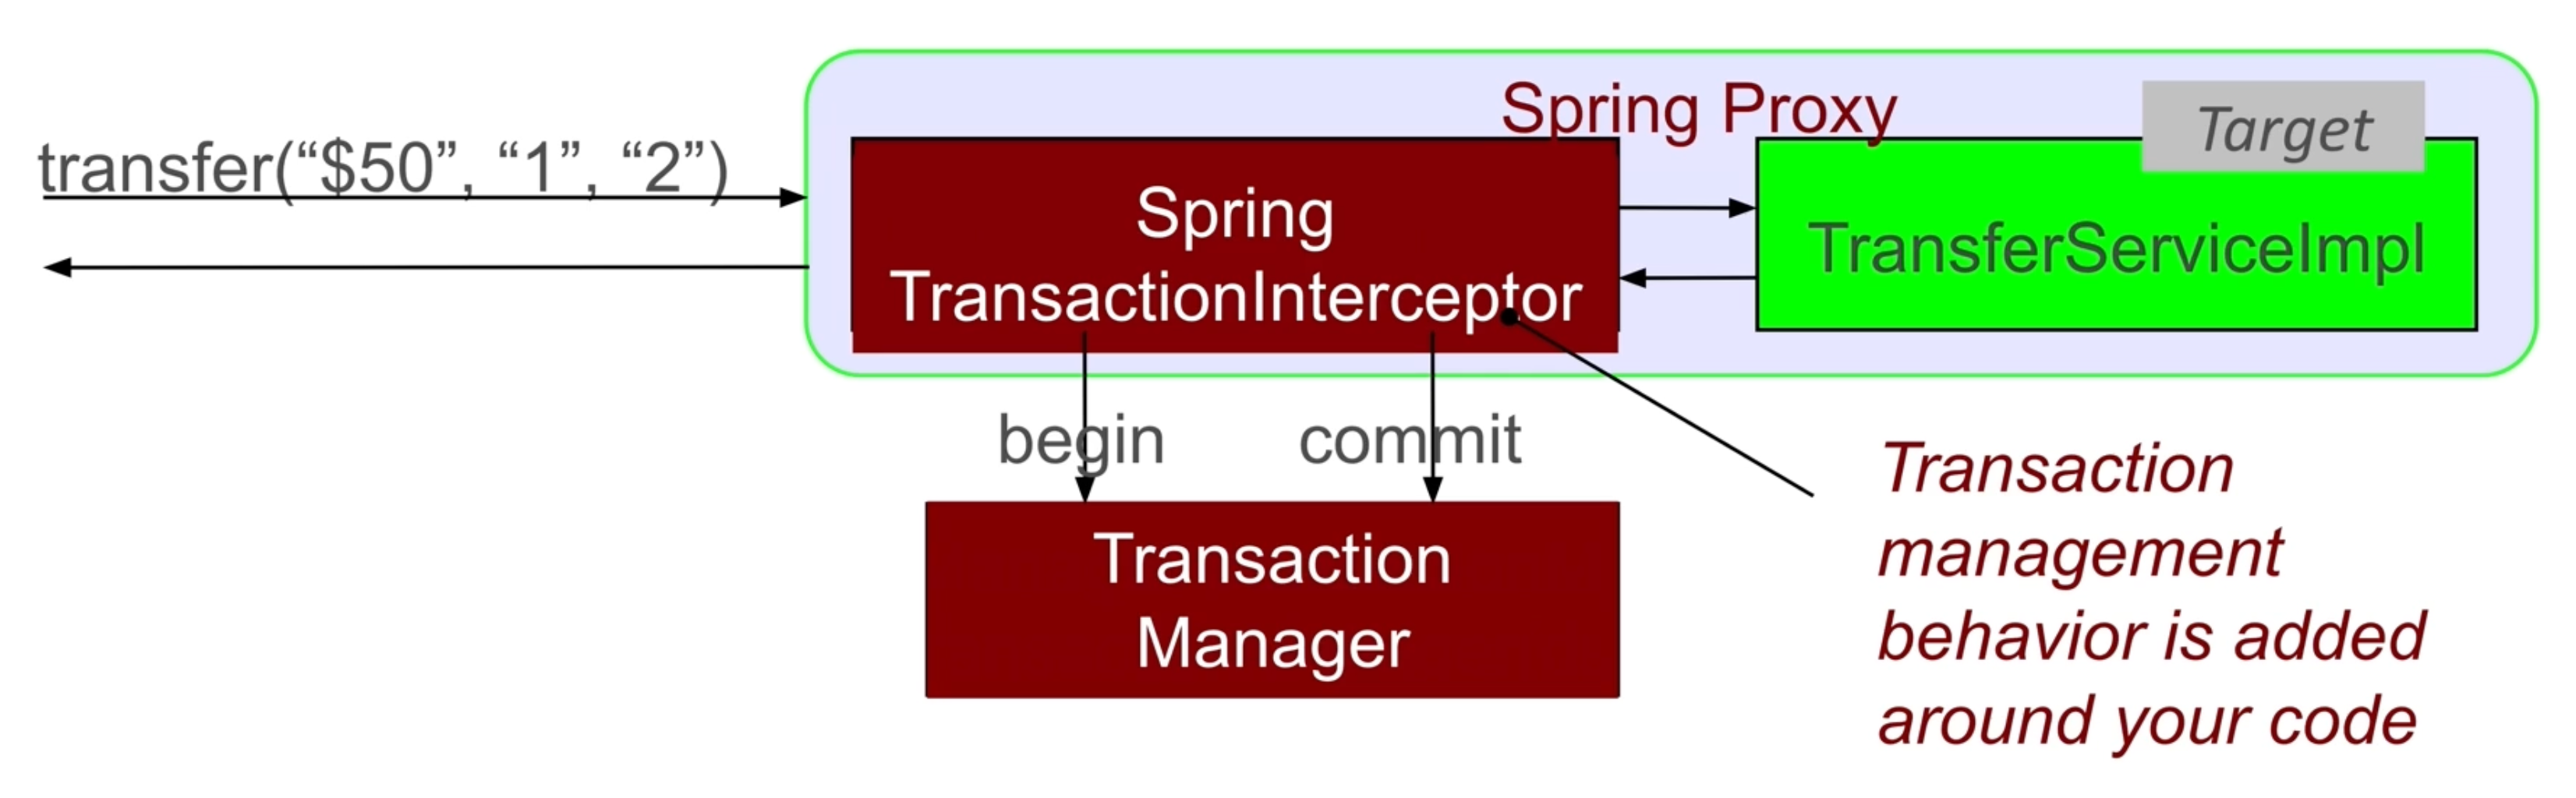 Spring Proxy
Target
transfer(“$50”, “1”, “2”)
Spring
TransactionInterceptor
TransferServiceImpl
begin
commit
Transaction
Manager
Transaction
management
behavior is added
around your code